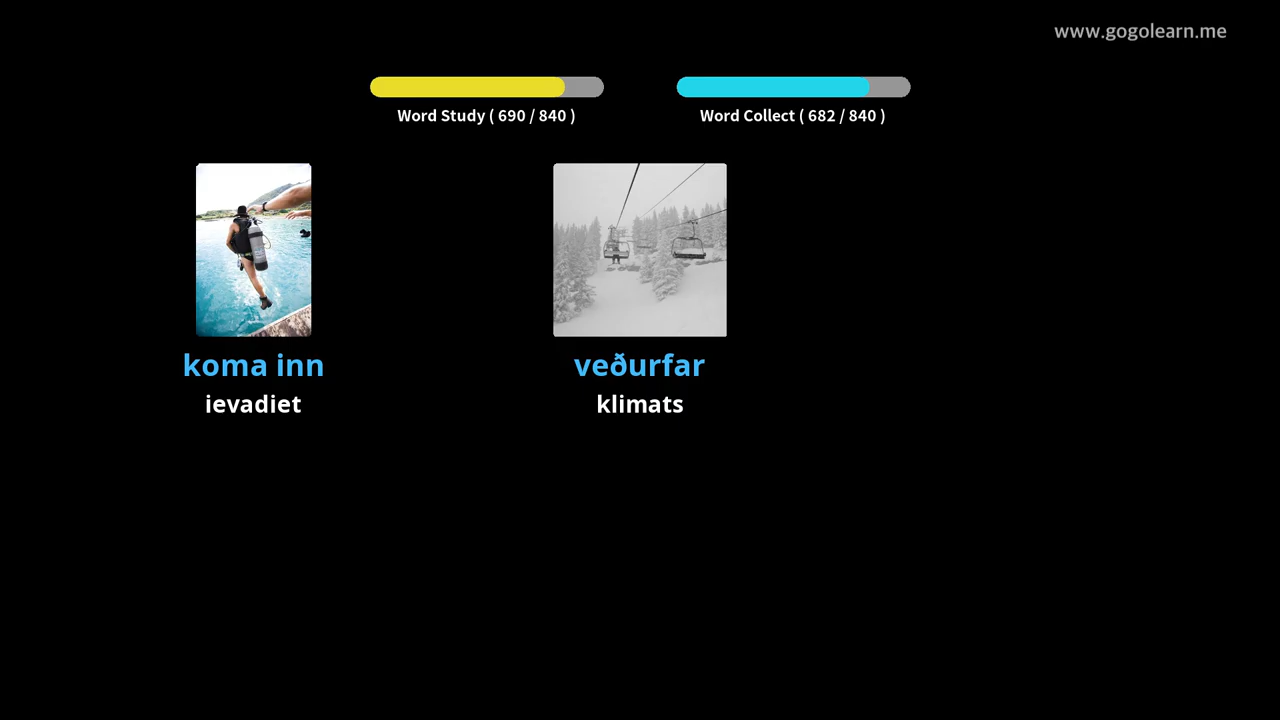 www.gogolearn.me
Word Study ( 690 / 840 )
Word Collect ( 682 / 840 )
koma inn
ievadiet
veðurfar
klimats